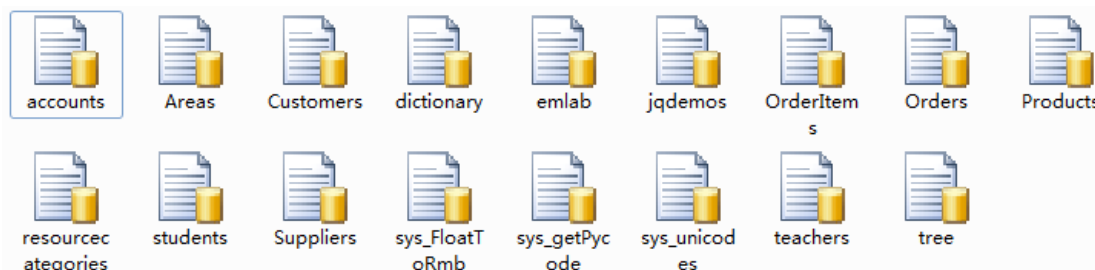 accounts Areas Customers dictionary emlab jqdemos OrderItem Orders Products
s
resourcec students Suppliers sys_FloatT sys_getPyc sys_unicod teachers tree
ategories oRmb ode es